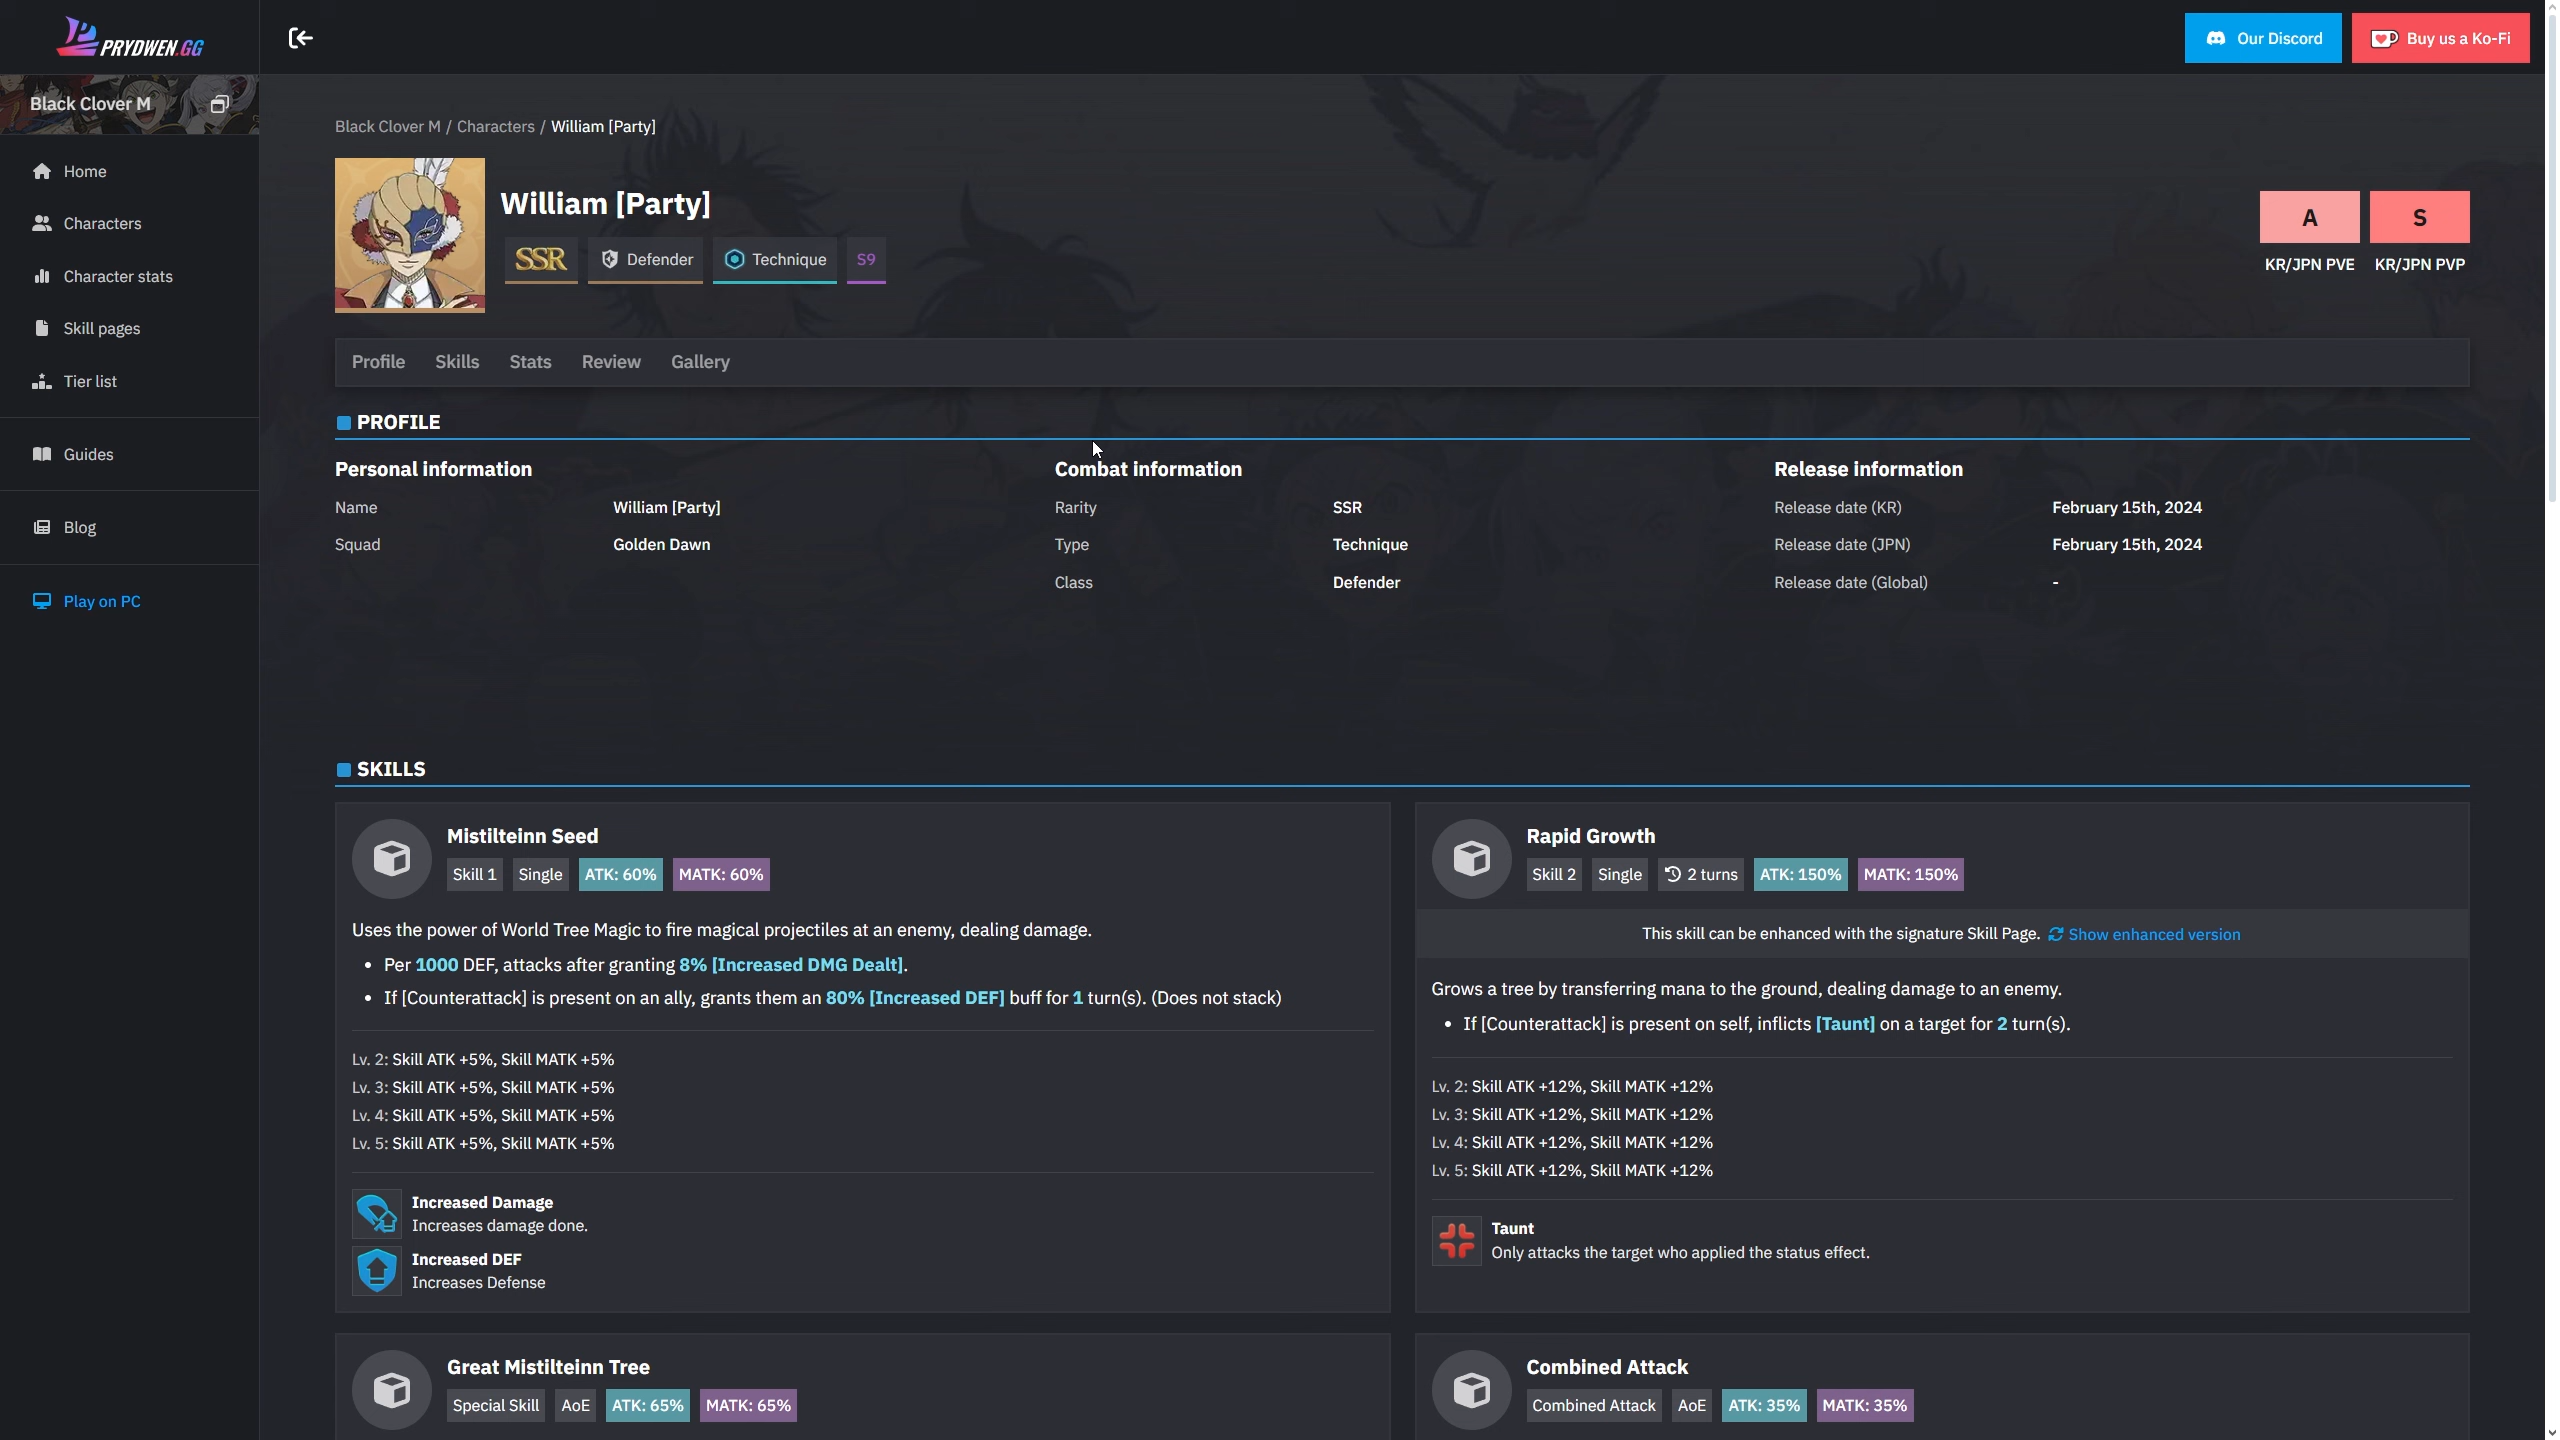 PRYDWEN.GG
Our Discord
Buy us a Ko-Fi
Black Clover M
Home
Characters
Character stats
Skill pages
Tier list
Guides
Blog
Play on PC
Black Clover M / Characters / William [Party]
William [Party]
SSR
Defender
Technique
S9
A
S
KR/JPN PVE
KR/JPN PVP
Profile
Skills
Stats
Review
Gallery
PROFILE
Personal information
Name William [Party]
Squad Golden Dawn
Combat information
Rarity SSR
Type Technique
Class Defender
Release information
Release date (KR) February 15th, 2024
Release date (JPN) February 15th, 2024
Release date (Global) -
SKILLS
Mistilteinn Seed
Skill 1 Single ATK: 60% MATK: 60%
Uses the power of World Tree Magic to fire magical projectiles at an enemy, dealing damage.
• Per 1000 DEF, attacks after granting 8% [Increased DMG Dealt].
• If [Counterattack] is present on an ally, grants them an 80% [Increased DEF] buff for 1 turn(s). (Does not stack)
Lv. 2: Skill ATK +5%, Skill MATK +5%
Lv. 3: Skill ATK +5%, Skill MATK +5%
Lv. 4: Skill ATK +5%, Skill MATK +5%
Lv. 5: Skill ATK +5%, Skill MATK +5%
Increased Damage
Increases damage done.
Increased DEF
Increases Defense
Rapid Growth
Skill 2 Single 2 turns ATK: 150% MATK: 150%
This skill can be enhanced with the signature Skill Page. Show enhanced version
Grows a tree by transferring mana to the ground, dealing damage to an enemy.
• If [Counterattack] is present on self, inflicts [Taunt] on a target for 2 turn(s).
Lv. 2: Skill ATK +12%, Skill MATK +12%
Lv. 3: Skill ATK +12%, Skill MATK +12%
Lv. 4: Skill ATK +12%, Skill MATK +12%
Lv. 5: Skill ATK +12%, Skill MATK +12%
Taunt
Only attacks the target who applied the status effect.
Great Mistilteinn Tree
Special Skill AoE ATK: 65% MATK: 65%
Combined Attack
Combined Attack AoE ATK: 35% MATK: 35%